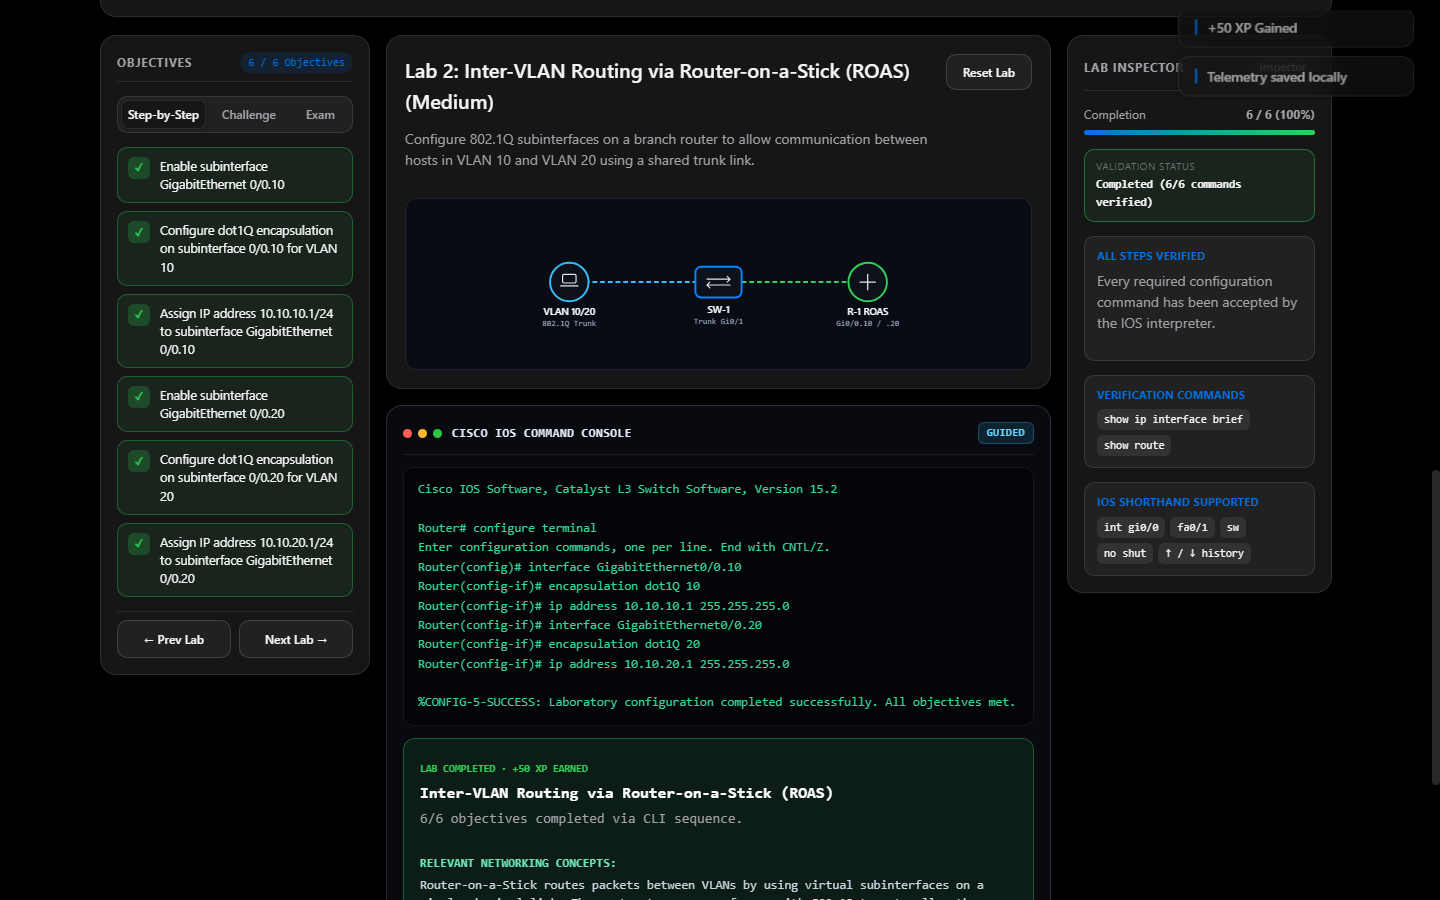 OBJECTIVES
6 / 6 Objectives
Step-by-Step
Challenge
Exam
Enable subinterface
GigabitEthernet 0/0.10
Configure dot1Q encapsulation
on subinterface 0/0.10 for VLAN
10
Assign IP address 10.10.10.1/24
to subinterface GigabitEthernet
0/0.10
Enable subinterface
GigabitEthernet 0/0.20
Configure dot1Q encapsulation
on subinterface 0/0.20 for VLAN
20
Assign IP address 10.10.20.1/24
to subinterface GigabitEthernet
0/0.20
← Prev Lab
Next Lab →
Lab 2: Inter-VLAN Routing via Router-on-a-Stick (ROAS)
(Medium)
Reset Lab
Configure 802.1Q subinterfaces on a branch router to allow communication between
hosts in VLAN 10 and VLAN 20 using a shared trunk link.
VLAN 10/20
802.1Q Trunk
SW-1
Trunk Gi0/1
R-1 ROAS
Gi0/0.10 / .20
CISCO IOS COMMAND CONSOLE
GUIDED
Cisco IOS Software, Catalyst L3 Switch Software, Version 15.2
Router# configure terminal
Enter configuration commands, one per line. End with CNTL/Z.
Router(config)# interface GigabitEthernet0/0.10
Router(config-if)# encapsulation dot1Q 10
Router(config-if)# ip address 10.10.10.1 255.255.255.0
Router(config-if)# interface GigabitEthernet0/0.20
Router(config-if)# encapsulation dot1Q 20
Router(config-if)# ip address 10.10.20.1 255.255.255.0
%CONFIG-5-SUCCESS: Laboratory configuration completed successfully. All objectives met.
LAB COMPLETED · +50 XP EARNED
Inter-VLAN Routing via Router-on-a-Stick (ROAS)
6/6 objectives completed via CLI sequence.
RELEVANT NETWORKING CONCEPTS:
Router-on-a-Stick routes packets between VLANs by using virtual subinterfaces on a
+50 XP Gained
Telemetry saved locally
LAB INSPECTOR
Inspector
Completion
6 / 6 (100%)
VALIDATION STATUS
Completed (6/6 commands
verified)
ALL STEPS VERIFIED
Every required configuration
command has been accepted by
the IOS interpreter.
VERIFICATION COMMANDS
show ip interface brief
show route
IOS SHORTHAND SUPPORTED
int gi0/0
fa0/1
sw
no shut
↑ / ↓ history